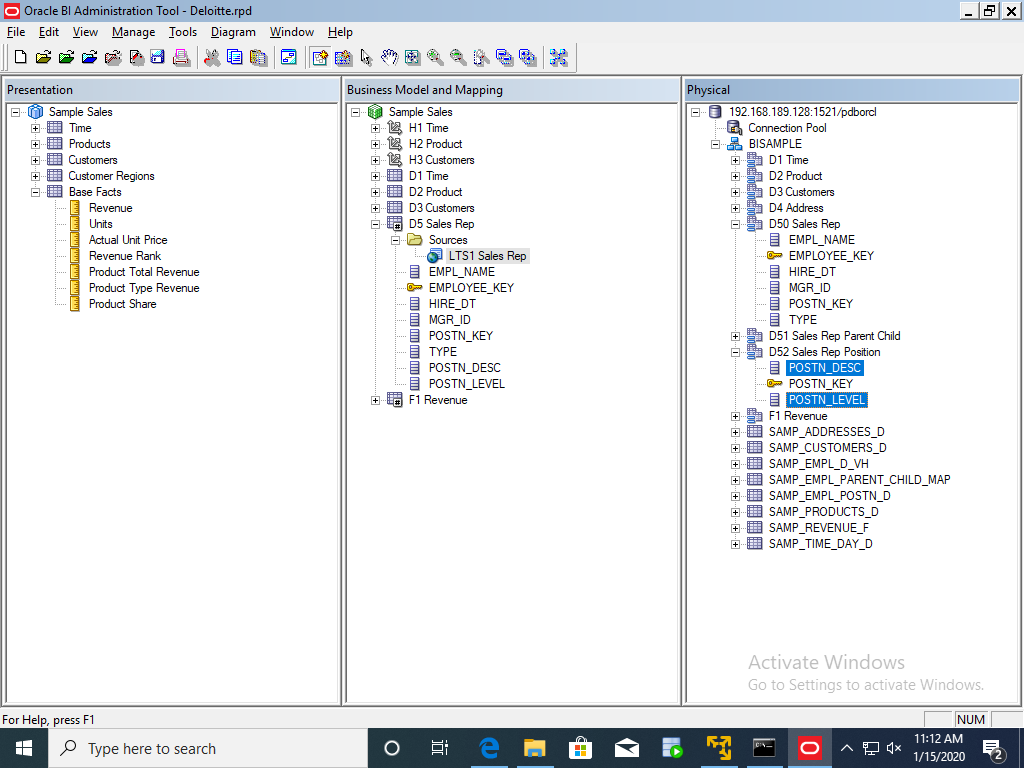 Oracle BI Administration Tool - Deloitte.rpd
File Edit View Manage Tools Diagram Window Help
Presentation
Sample Sales
Time
Products
Customers
Customer Regions
Base Facts
Revenue
Units
Actual Unit Price
Revenue Rank
Product Total Revenue
Product Type Revenue
Product Share
Business Model and Mapping
Sample Sales
H1 Time
H2 Product
H3 Customers
D1 Time
D2 Product
D3 Customers
D5 Sales Rep
Sources
LTS1 Sales Rep
EMPL_NAME
EMPLOYEE_KEY
HIRE_DT
MGR_ID
POSTN_KEY
TYPE
POSTN_DESC
POSTN_LEVEL
F1 Revenue
Physical
192.168.189.128:1521/pdborcl
Connection Pool
BISAMPLE
D1 Time
D2 Product
D3 Customers
D4 Address
D50 Sales Rep
EMPL_NAME
EMPLOYEE_KEY
HIRE_DT
MGR_ID
POSTN_KEY
TYPE
D51 Sales Rep Parent Child
D52 Sales Rep Position
POSTN_DESC
POSTN_KEY
POSTN_LEVEL
F1 Revenue
SAMP_ADDRESSES_D
SAMP_CUSTOMERS_D
SAMP_EMPL_D_VH
SAMP_EMPL_PARENT_CHILD_MAP
SAMP_EMPL_POSTN_D
SAMP_PRODUCTS_D
SAMP_REVENUE_F
SAMP_TIME_DAY_D
Activate Windows
Go to Settings to activate Windows.
For Help, press F1
NUM
Type here to search
11:12 AM
1/15/2020
2